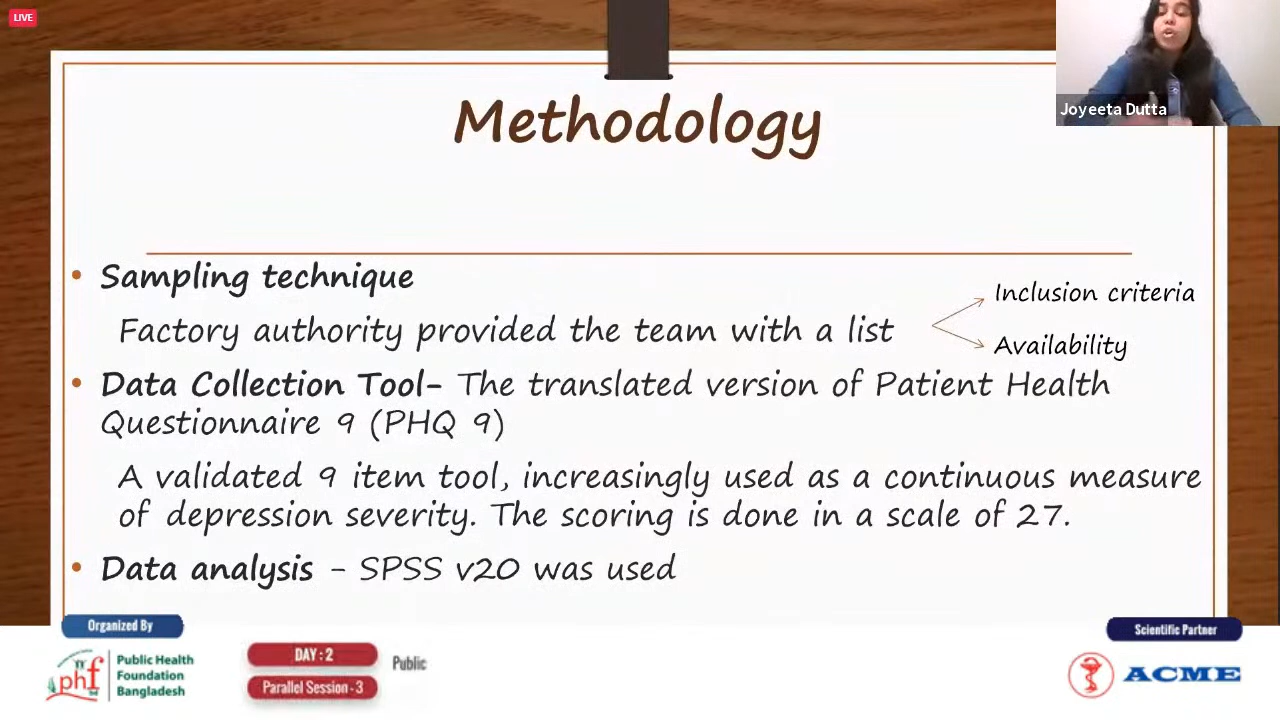 LIVE
Joyeeta Dutta
Methodology
• Sampling technique
Factory authority provided the team with a list
Inclusion criteria
Availability
• Data Collection Tool- The translated version of Patient Health
Questionnaire 9 (PHQ 9)
A validated 9 item tool, increasingly used as a continuous measure
of depression severity. The scoring is done in a scale of 27.
• Data analysis - SPSS v20 was used
Organized By
phf
Public Health
Foundation
Bangladesh
DAY : 2
Parallel Session - 3
Public
Scientific Partner
ACME